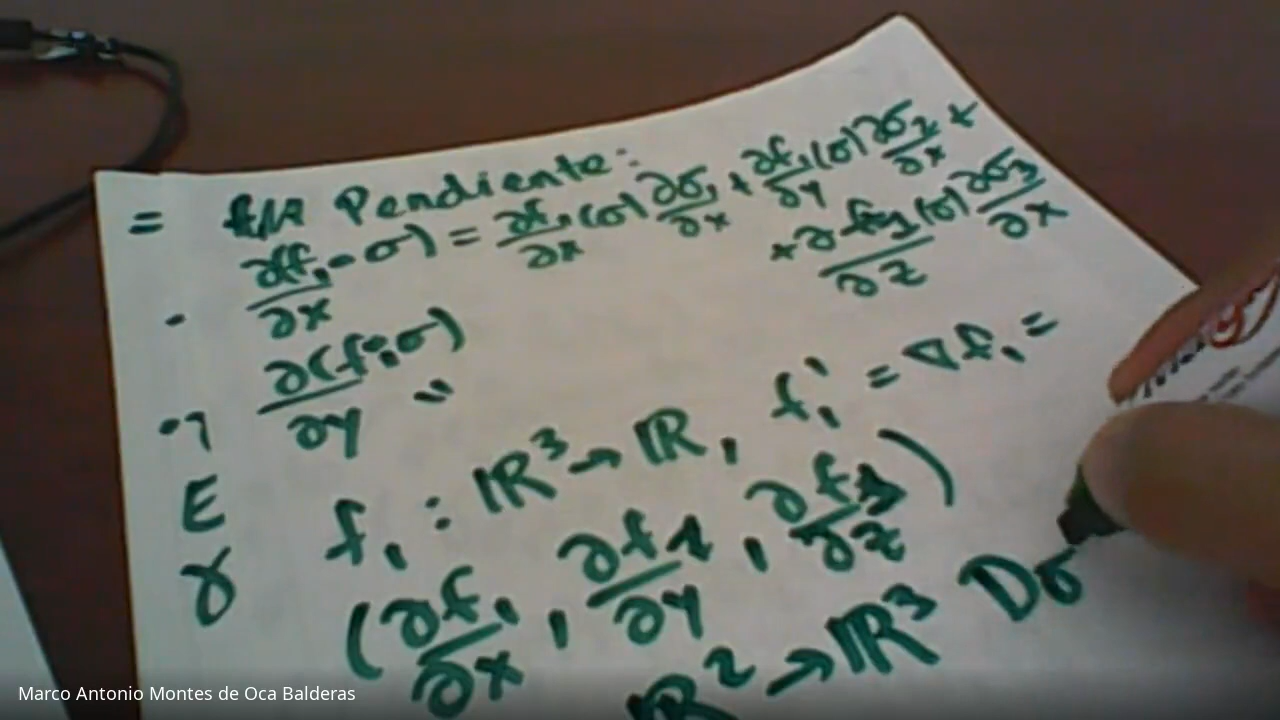 = Pendiente:
∂(f₁∘σ)/∂x = ∂f₁/∂x (σ) ∂σ₁/∂x + ∂f₁/∂y (σ) ∂σ₂/∂x +
+ ∂f₁/∂z (σ) ∂σ₃/∂x
∂(f₁∘σ)/∂y "
f₁ : ℝ³ → ℝ, f₁' = ∇f₁ =
(∂f₁/∂x, ∂f₁/∂y, ∂f₁/∂z)
ℝ² → ℝ³ Dσ
E
γ
Marco Antonio Montes de Oca Balderas